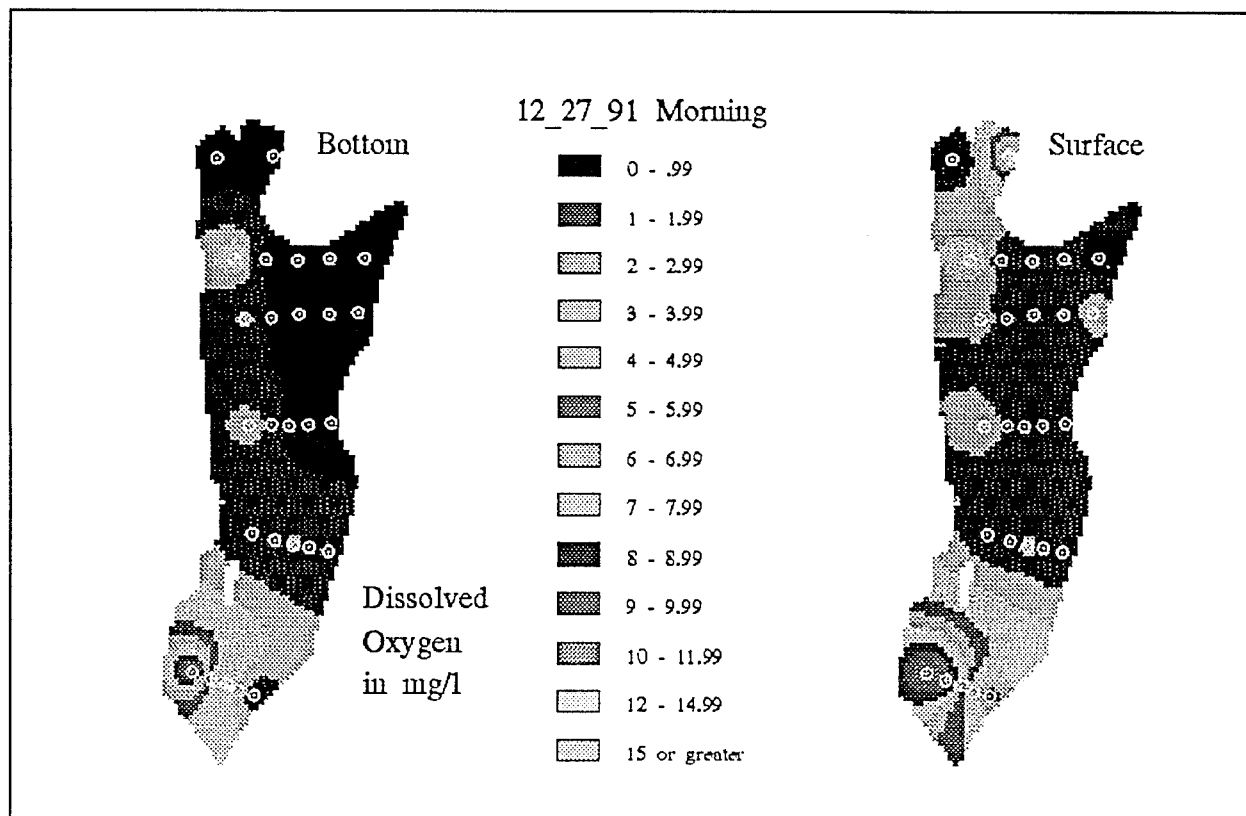 12_27_91 Morning
Bottom
Surface
0 - .99
1 - 1.99
2 - 2.99
3 - 3.99
4 - 4.99
5 - 5.99
6 - 6.99
7 - 7.99
8 - 8.99
9 - 9.99
10 - 11.99
12 - 14.99
15 or greater
Dissolved
Oxygen
in mg/l